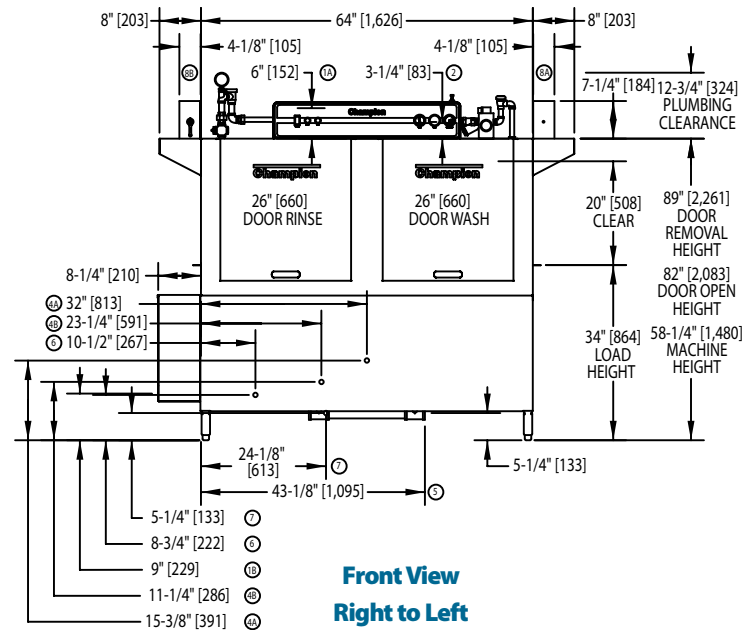 8" [203]
64" [1,626]
8" [203]
4-1/8" [105]
4-1/8" [105]
8B
6" [152]
1A
3-1/4" [83]
2
8A
7-1/4" [184]
12-3/4" [324]
PLUMBING
CLEARANCE
Champion
Champion
Champion
26" [660]
DOOR RINSE
26" [660]
DOOR WASH
20" [508]
CLEAR
89" [2,261]
DOOR
REMOVAL
HEIGHT
8-1/4" [210]
82" [2,083]
DOOR OPEN
HEIGHT
4A
32" [813]
4B
23-1/4" [591]
6
10-1/2" [267]
34" [864]
LOAD
HEIGHT
58-1/4" [1,480]
MACHINE
HEIGHT
24-1/8"
[613]
7
5-1/4" [133]
43-1/8" [1,095]
5
5-1/4" [133]
7
8-3/4" [222]
6
9" [229]
1B
11-1/4" [286]
4B
15-3/8" [391]
4A
Front View
Right to Left